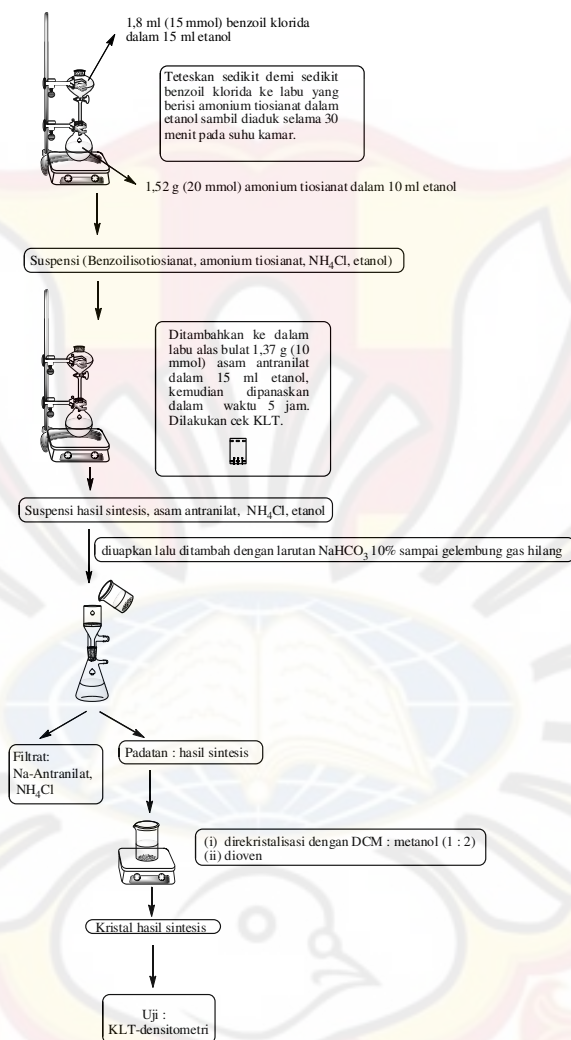 1,8 ml (15 mmol) benzoil klorida
dalam 15 ml etanol
Teteskan sedikit demi sedikit
benzoil klorida ke labu yang
berisi amonium tiosianat dalam
etanol sambil diaduk selama 30
menit pada suhu kamar.
1,52 g (20 mmol) amonium tiosianat dalam 10 ml etanol
Suspensi (Benzoilisotiosianat, amonium tiosianat, NH₄Cl, etanol)
Ditambahkan ke dalam
labu alas bulat 1,37 g (10
mmol) asam antranilat
dalam 15 ml etanol,
kemudian dipanaskan
dalam waktu 5 jam.
Dilakukan cek KLT.
Suspensi hasil sintesis, asam antranilat, NH₄Cl, etanol
diuapkan lalu ditambah dengan larutan NaHCO₃ 10% sampai gelembung gas hilang
Filtrat:
Na-Antranilat,
NH₄Cl
Padatan : hasil sintesis
(i) direkristalisasi dengan DCM : metanol (1 : 2)
(ii) dioven
Kristal hasil sintesis
Uji :
KLT-densitometri